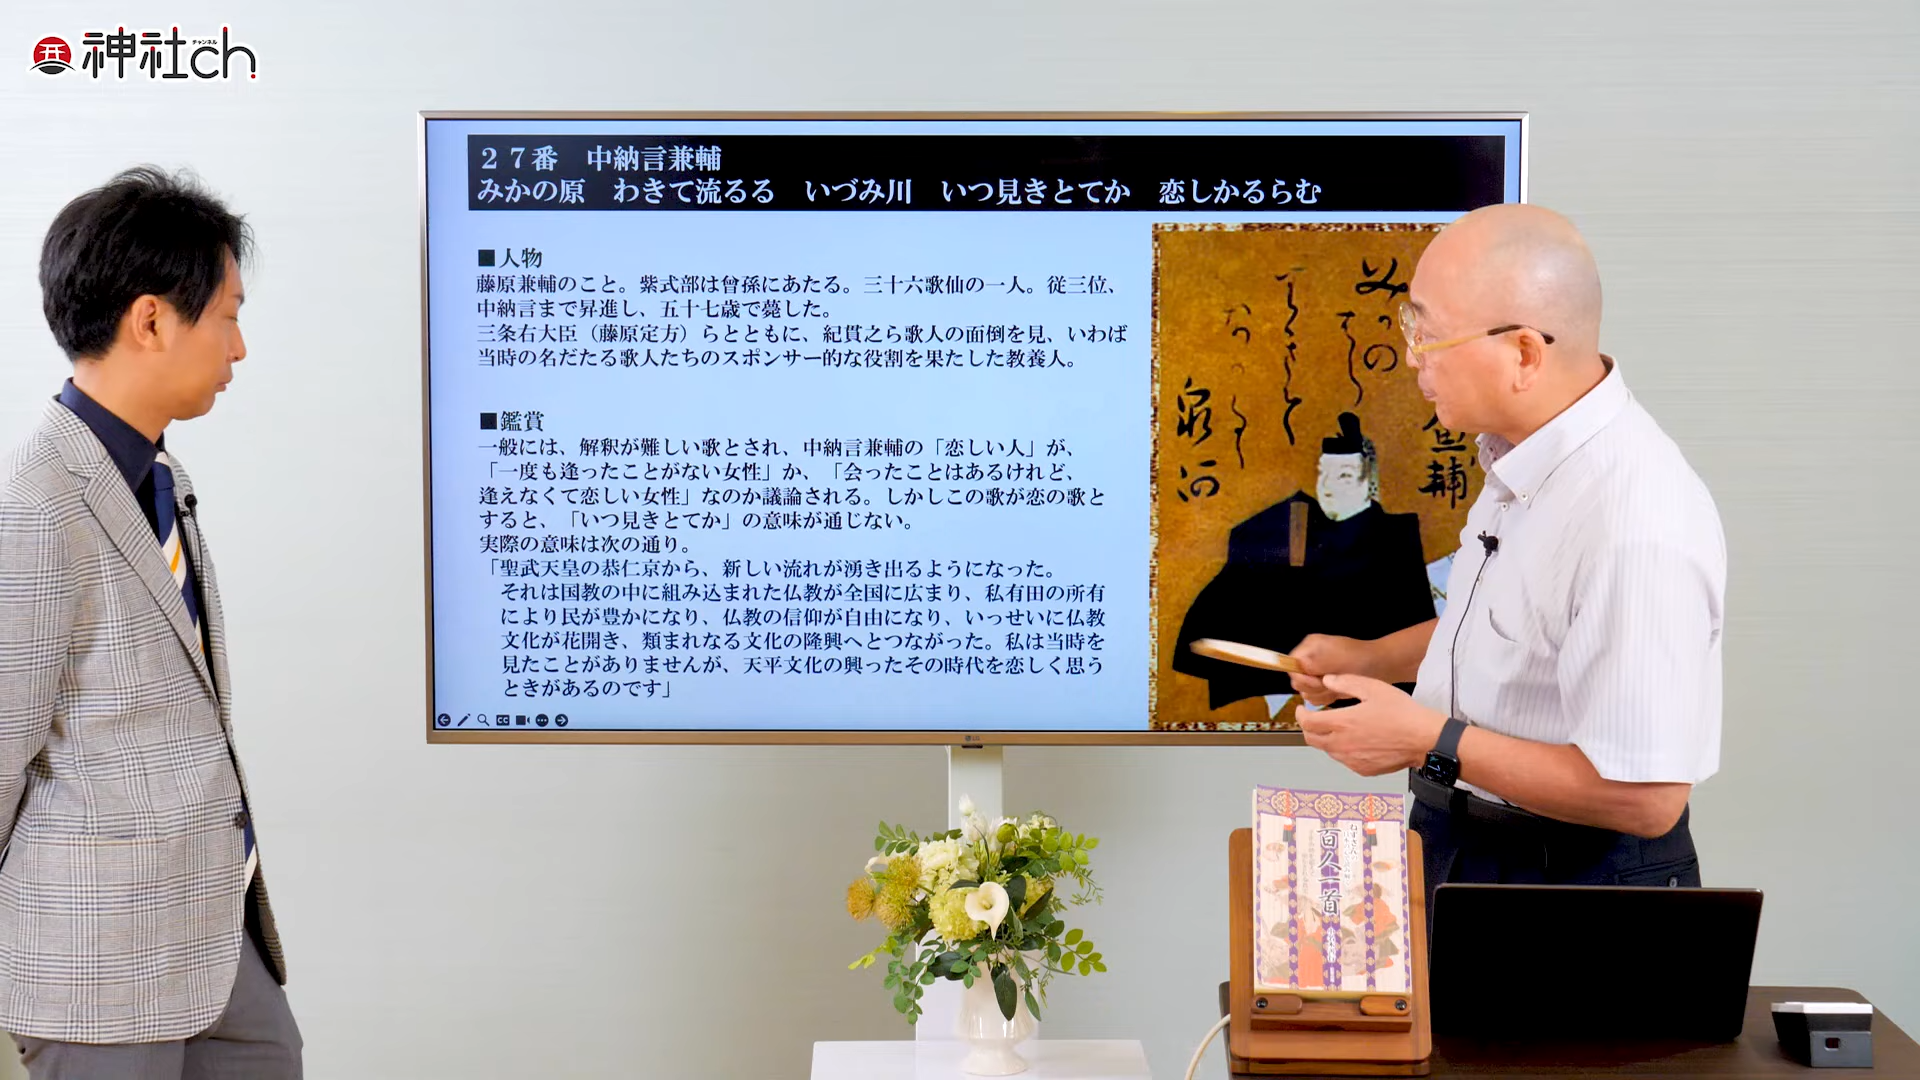 神社ch
チャンネル
２７番　中納言兼輔
みかの原　わきて流るる　いづみ川　いつ見きとてか　恋しかるらむ
■人物
藤原兼輔のこと。紫式部は曾孫にあたる。三十六歌仙の一人。従三位、
中納言まで昇進し、五十七歳で薨した。
三条右大臣（藤原定方）らとともに、紀貫之ら歌人の面倒を見、いわば
当時の名だたる歌人たちのスポンサー的な役割を果たした教養人。
■鑑賞
一般には、解釈が難しい歌とされ、中納言兼輔の「恋しい人」が、
「一度も逢ったことがない女性」か、「会ったことはあるけれど、
逢えなくて恋しい女性」なのか議論される。しかしこの歌が恋の歌と
すると、「いつ見きとてか」の意味が通じない。
実際の意味は次の通り。
「聖武天皇の恭仁京から、新しい流れが湧き出るようになった。
それは国教の中に組み込まれた仏教が全国に広まり、私有田の所有
により民が豊かになり、仏教の信仰が自由になり、いっせいに仏教
文化が花開き、類まれなる文化の隆興へとつながった。私は当時を
見たことがありませんが、天平文化の興ったその時代を恋しく思う
ときがあるのです」
LG
百人一首